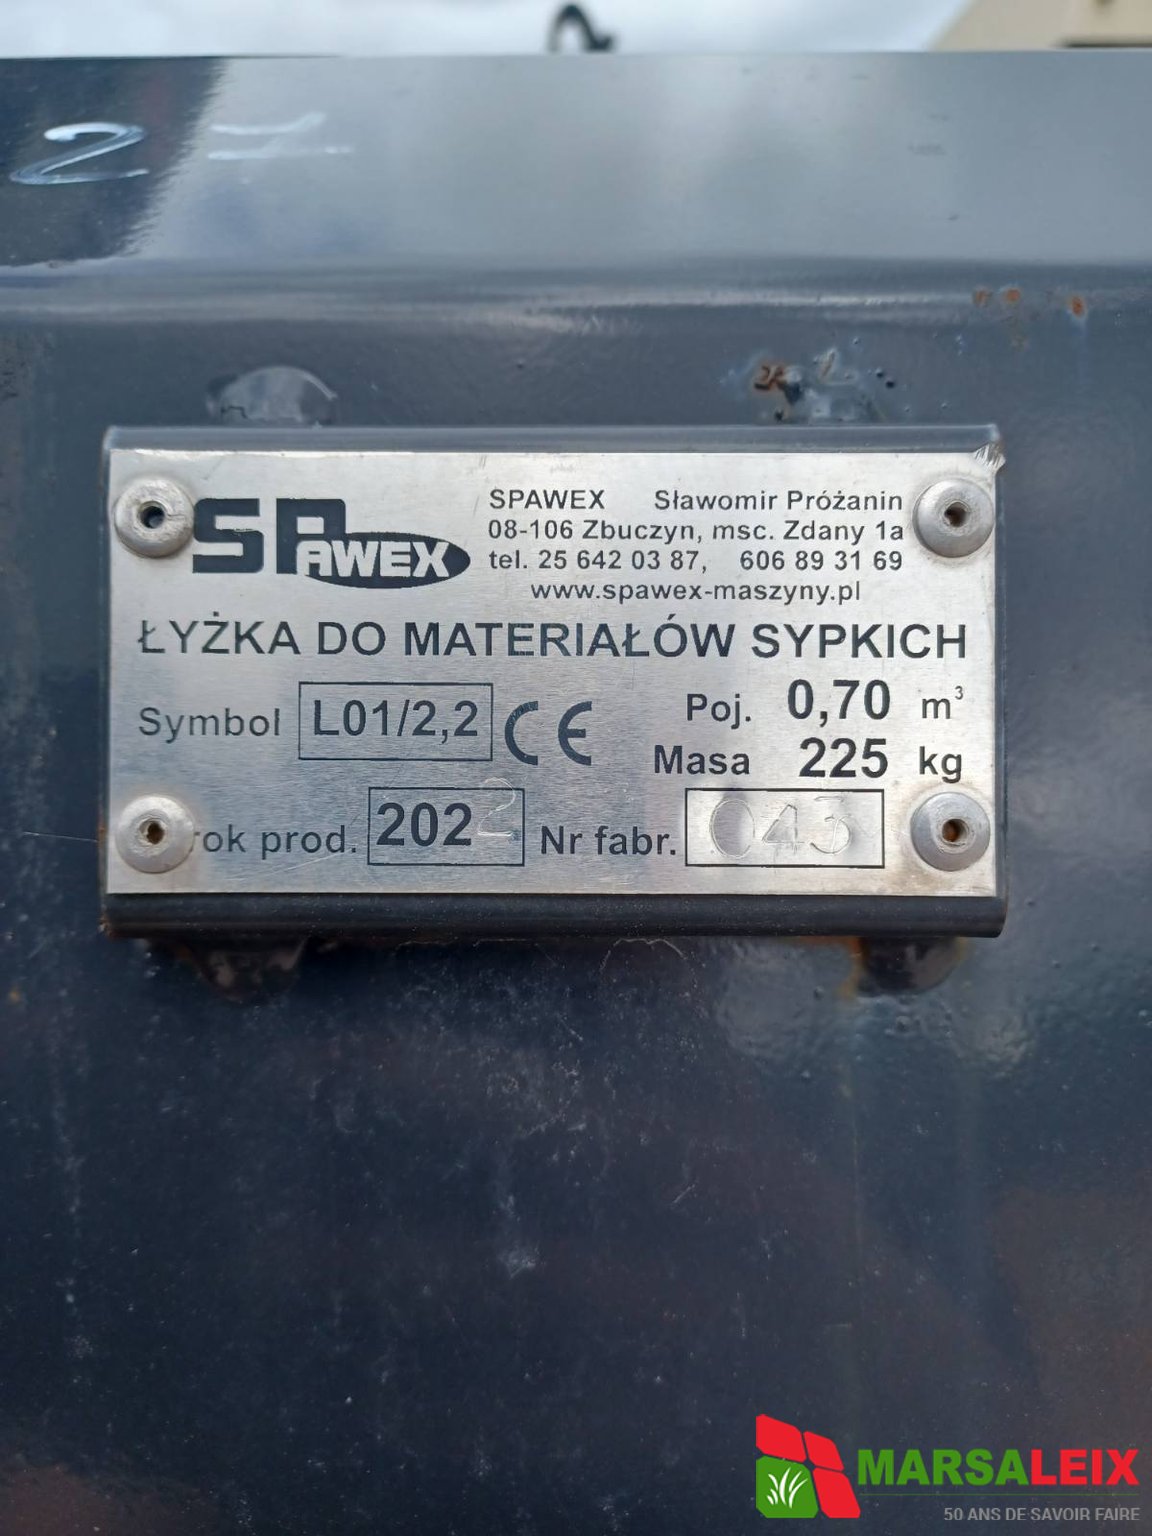 2
SPAWEX
SPAWEX Sławomir Próżanin
08-106 Zbuczyn, msc. Zdany 1a
tel. 25 642 03 87, 606 89 31 69
www.spawex-maszyny.pl
ŁYŻKA DO MATERIAŁÓW SYPKICH
Symbol L01/2,2 CE Poj. 0,70 m³
Masa 225 kg
rok prod. 2022 Nr fabr. 043
MARSALEIX
50 ANS DE SAVOIR FAIRE